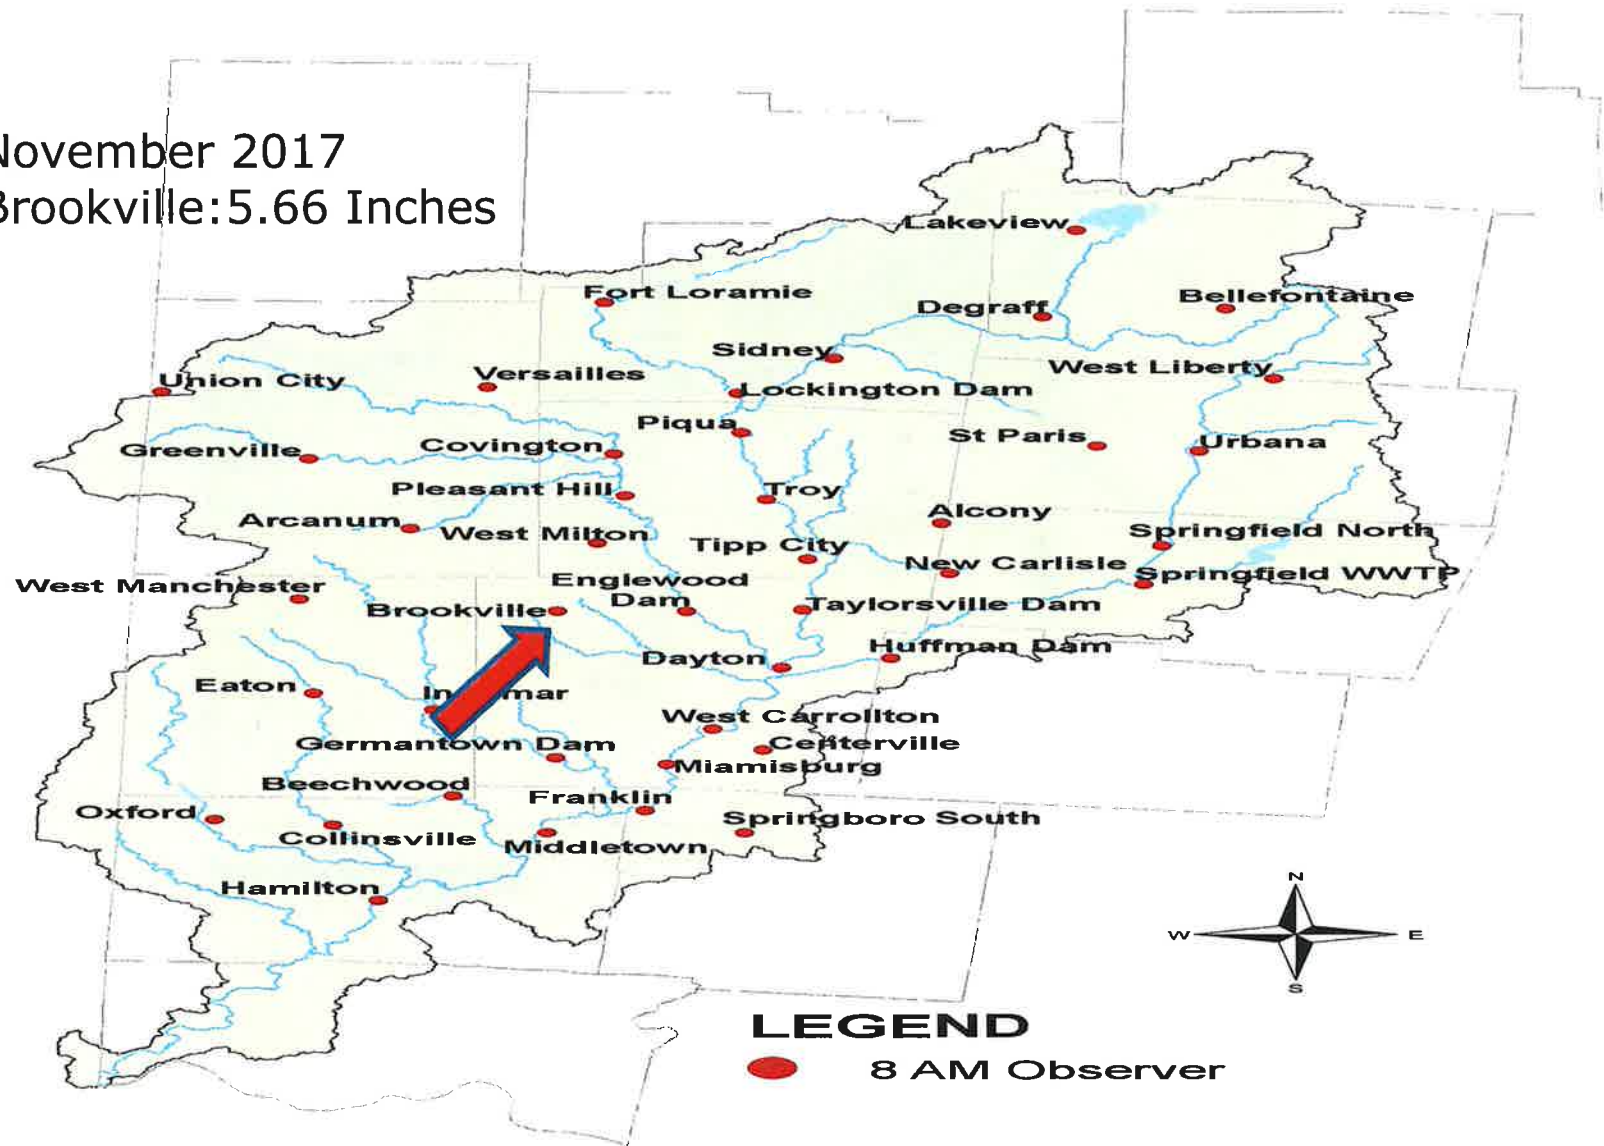 November 2017
Brookville: 5.66 Inches
Lakeview
Fort Loramie
Degraff
Bellefontaine
Sidney
West Liberty
Union City
Versailles
Lockington Dam
Piqua
St Paris
Urbana
Greenville
Covington
Pleasant Hill
Troy
Arcanum
West Milton
Alcony
Springfield North
Tipp City
New Carlisle
Springfield WWTP
West Manchester
Englewood
Dam
Brookville
Taylorsville Dam
Dayton
Huffman Dam
Eaton
In mar
West Carrollton
Germantown Dam
Centerville
Miamisburg
Beechwood
Franklin
Oxford
Collinsville
Middletown
Springboro South
Hamilton
N
W
E
S
LEGEND
8 AM Observer